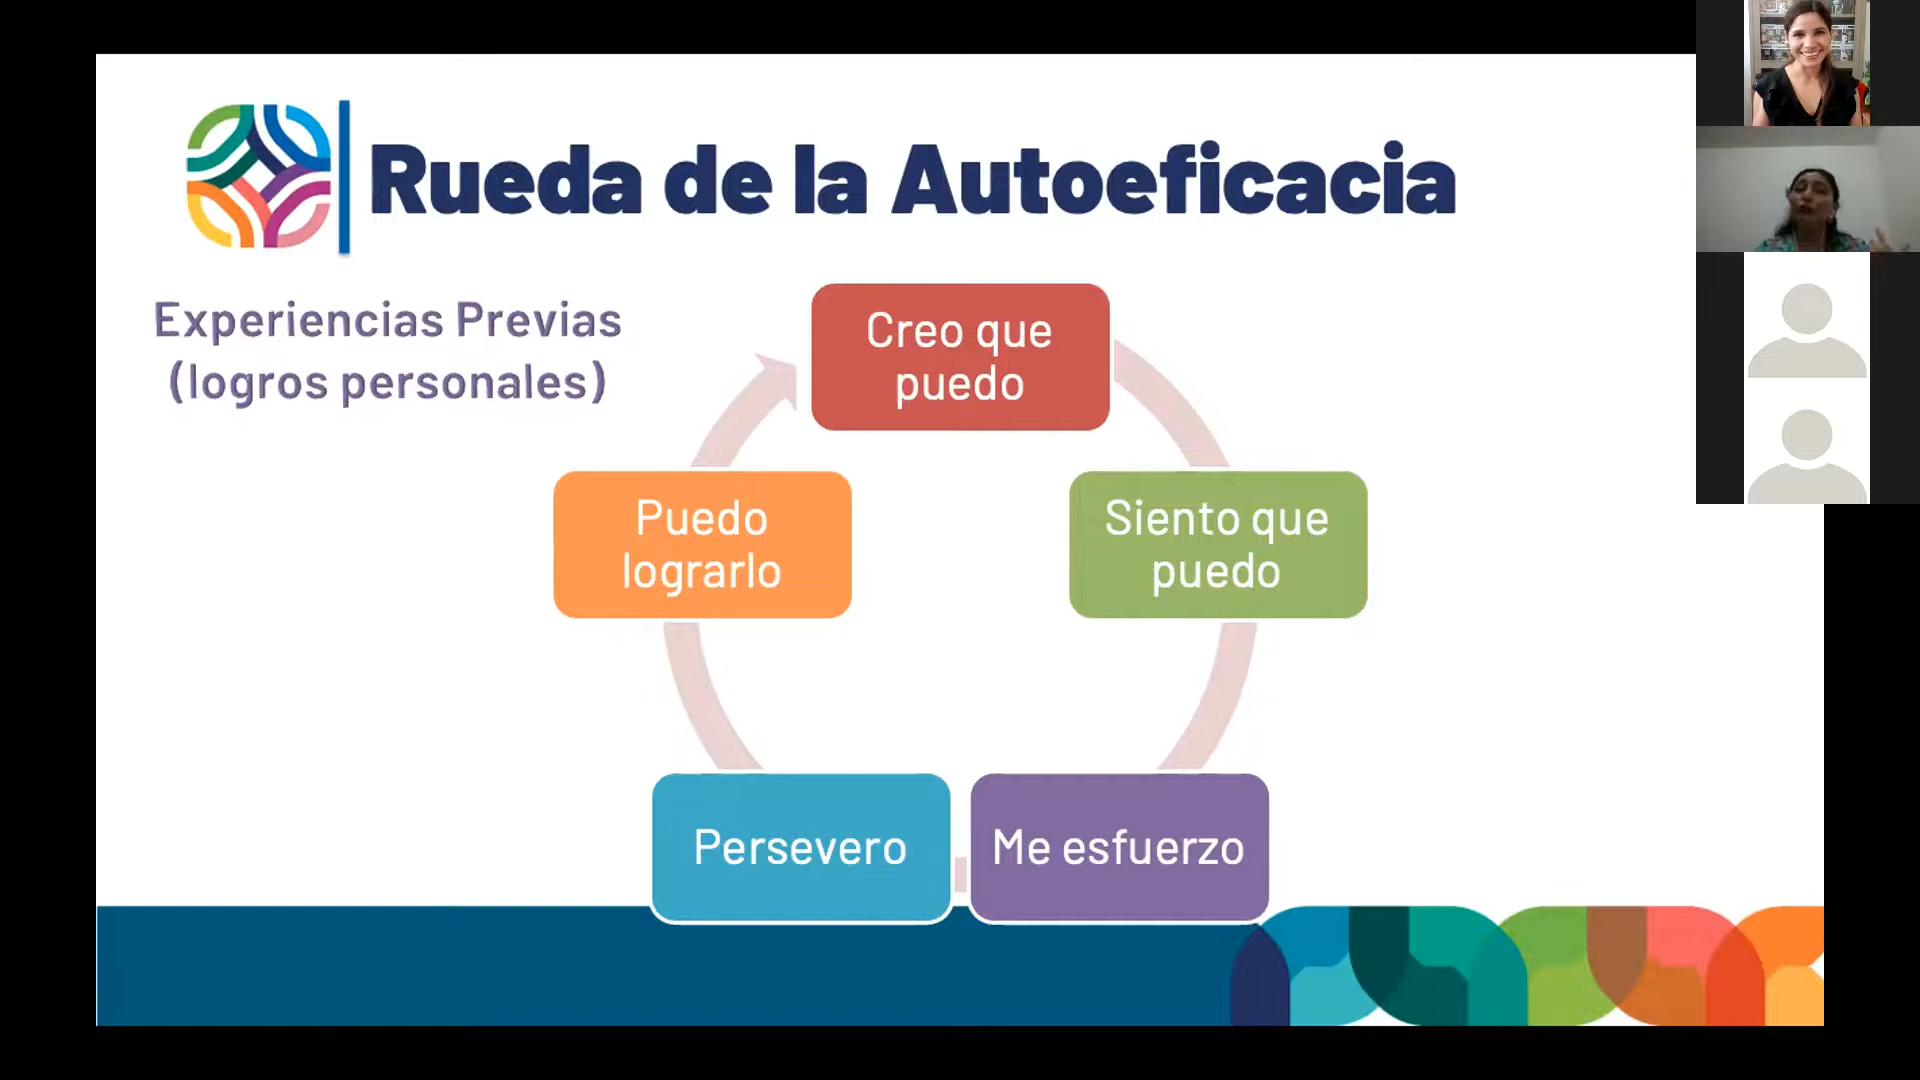 Rueda de la Autoeficacia
Experiencias Previas
(logros personales)
Creo que
puedo
Siento que
puedo
Me esfuerzo
Persevero
Puedo
lograrlo